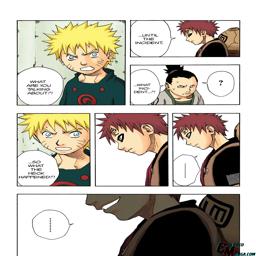 ...UNTIL
THE
INCIDENT.
WHAT
ARE YOU
TALKING
ABOUT?!
WHAT
INCI-
DENT...?
?
...SO
WHAT
THE
HECK
HAPPENED?!
...
...